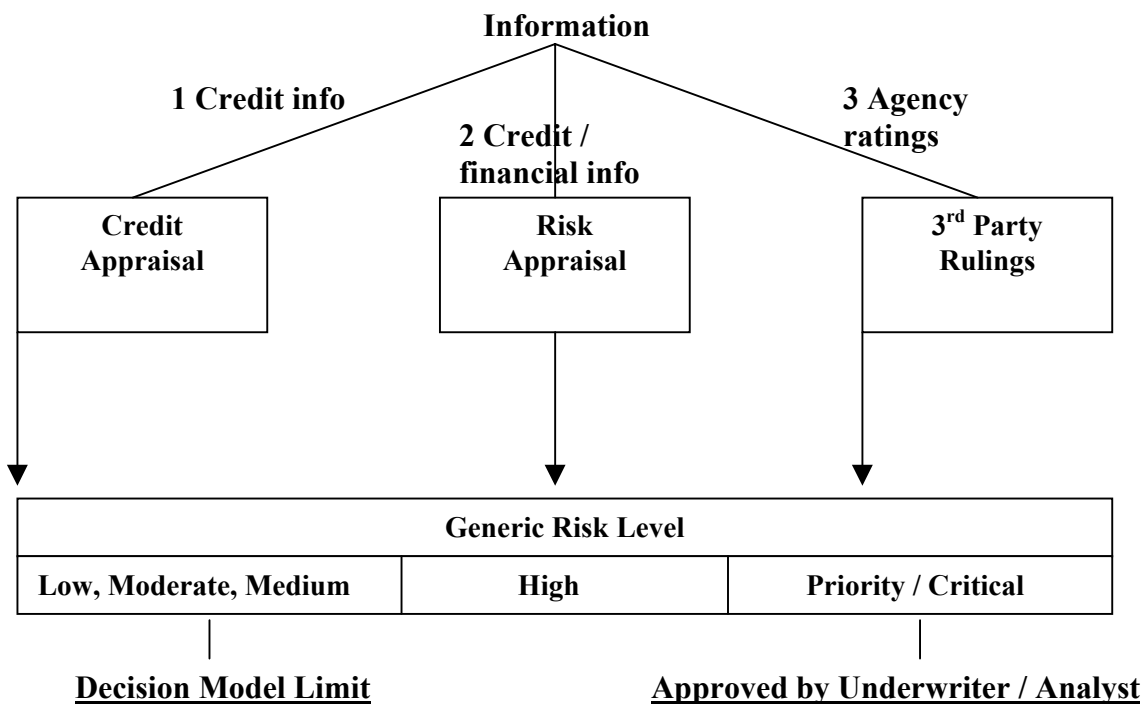 Information
1 Credit info
3 Agency
ratings
2 Credit /
financial info
Credit
Appraisal
Risk
Appraisal
3rd Party
Rulings
Generic Risk Level
Low, Moderate, Medium
High
Priority / Critical
Decision Model Limit
Approved by Underwriter / Analyst